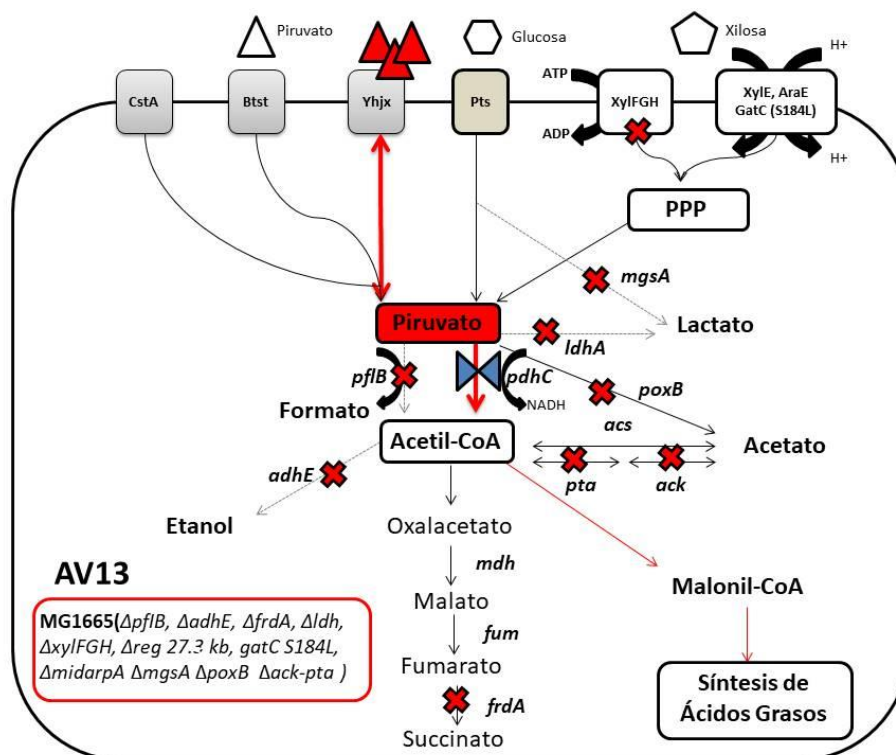 Piruvato
Glucosa
Xilosa
H+
H+
ATP
ADP
CstA
Btst
Yhjx
Pts
XylFGH
XylE, AraE
GatC (S184L)
H+
PPP
mgsA
Lactato
Piruvato
ldhA
pflB
pdhC
poxB
NADH
Formato
acs
Acetil-CoA
Acetato
adhE
pta
ack
Etanol
Oxalacetato
mdh
AV13
Malato
Malonil-CoA
MG1665(ΔpflB, ΔadhE, ΔfrdA, Δldh,
ΔxylFGH, Δreg 27.3 kb, gatC S184L,
ΔmidarpA ΔmgsA ΔpoxB Δack-pta )
fum
Fumarato
frdA
Succinato
Síntesis de
Ácidos Grasos